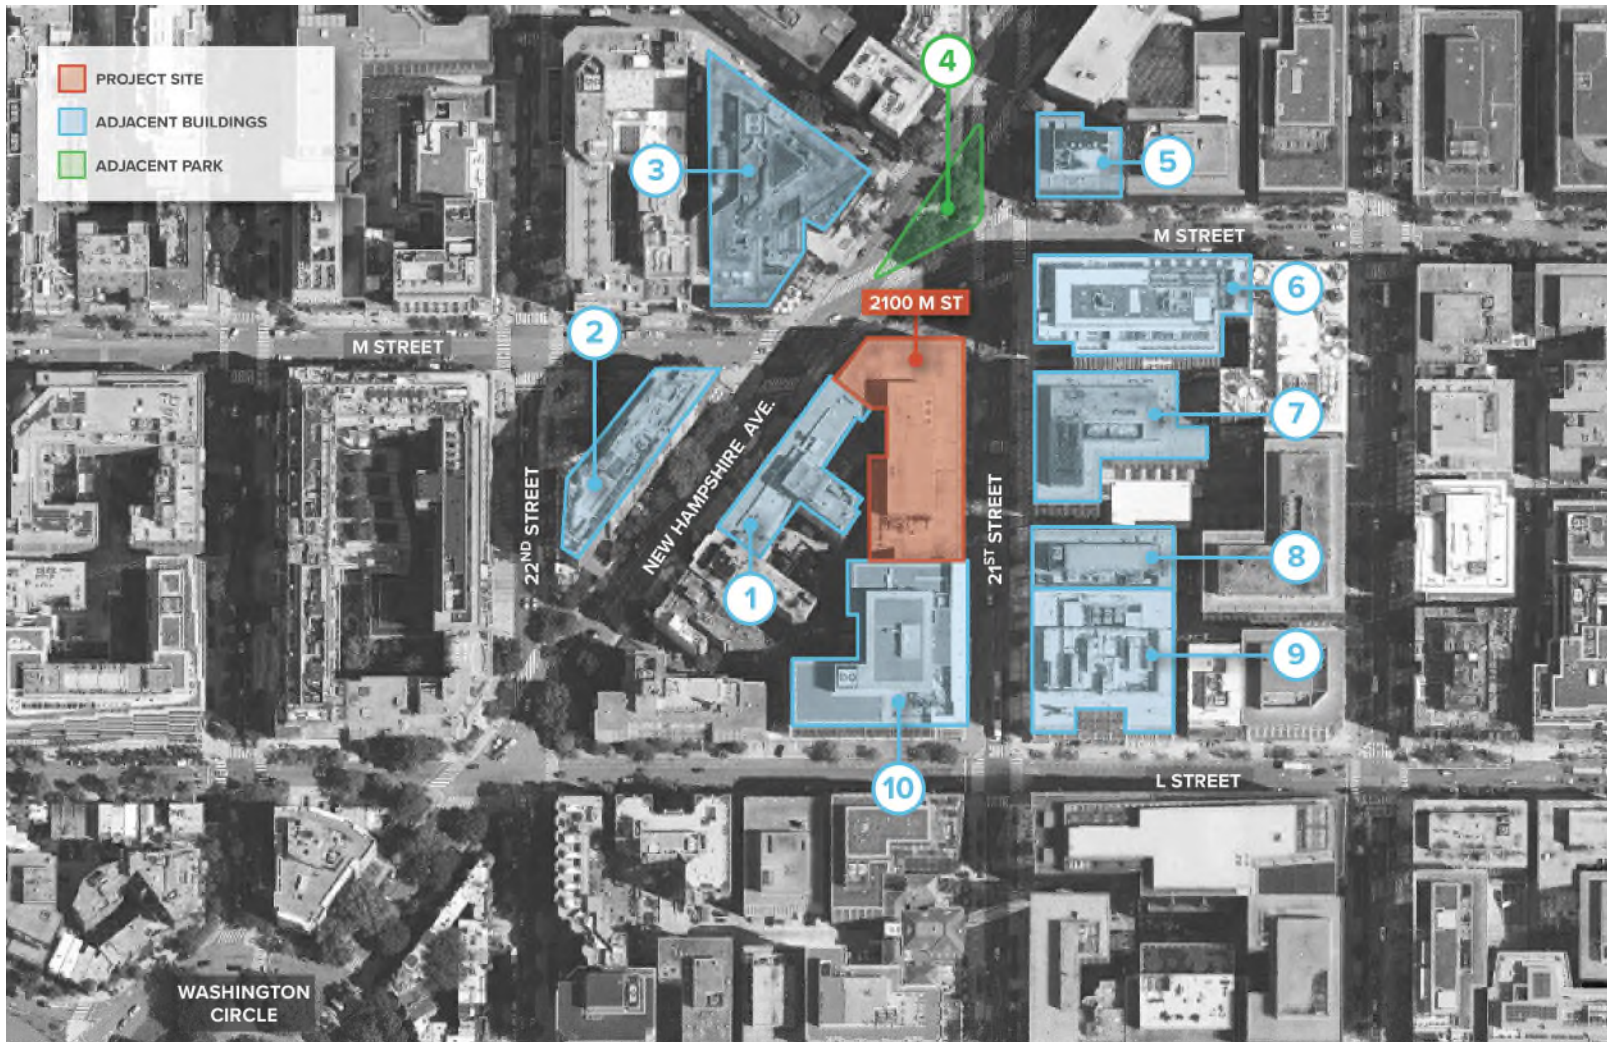 PROJECT SITE
ADJACENT BUILDINGS
ADJACENT PARK
4
3
5
M STREET
6
2100 M ST
2
M STREET
7
NEW HAMPSHIRE AVE.
22ND STREET
21ST STREET
8
1
9
10
L STREET
WASHINGTON
CIRCLE